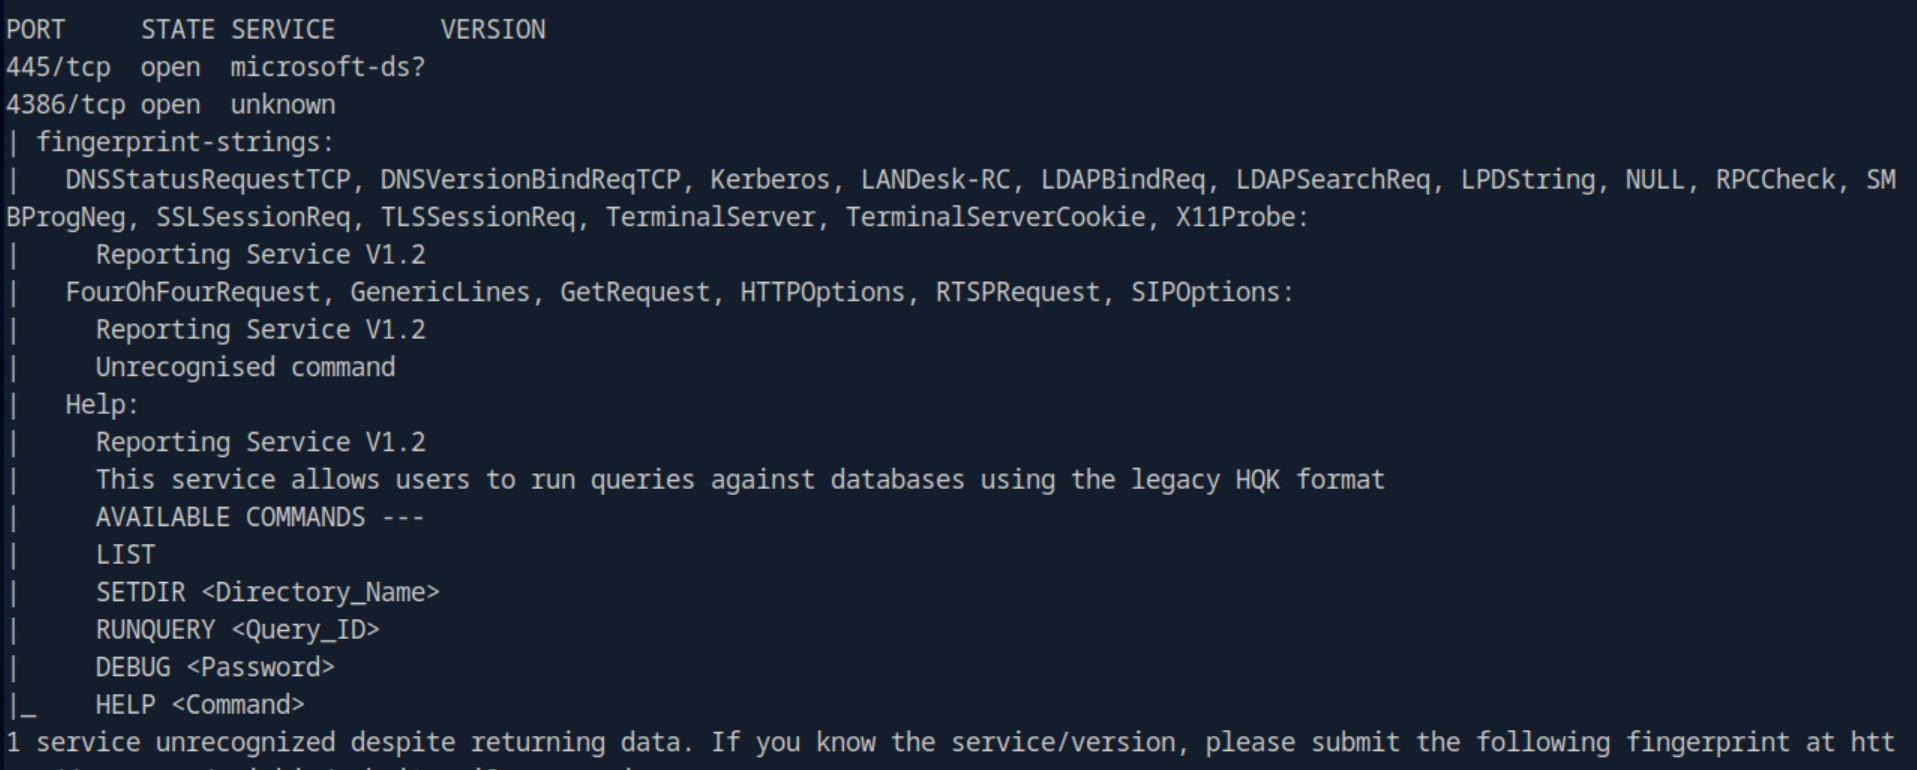 PORT     STATE SERVICE       VERSION
445/tcp  open  microsoft-ds?
4386/tcp open  unknown
| fingerprint-strings:
|   DNSStatusRequestTCP, DNSVersionBindReqTCP, Kerberos, LANDesk-RC, LDAPBindReq, LDAPSearchReq, LPDString, NULL, RPCCheck, SM
BProgNeg, SSLSessionReq, TLSSessionReq, TerminalServer, TerminalServerCookie, X11Probe:
|     Reporting Service V1.2
|   FourOhFourRequest, GenericLines, GetRequest, HTTPOptions, RTSPRequest, SIPOptions:
|     Reporting Service V1.2
|     Unrecognised command
|   Help:
|     Reporting Service V1.2
|     This service allows users to run queries against databases using the legacy HQK format
|     AVAILABLE COMMANDS ---
|     LIST
|     SETDIR <Directory_Name>
|     RUNQUERY <Query_ID>
|     DEBUG <Password>
|_    HELP <Command>
1 service unrecognized despite returning data. If you know the service/version, please submit the following fingerprint at htt